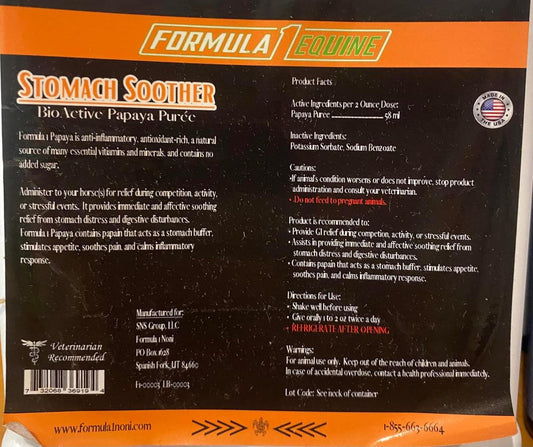 FORMULA 1 EQUINE
STOMACH SOOTHER
BioActive Papaya Purée
Formula 1 Papaya is anti-inflammatory, antioxidant-rich, a natural
source of many essential vitamins and minerals, and contains no
added sugar.
Administer to your horse(s) for relief during competition, activity,
or stressful events. It provides immediate and affective soothing
relief from stomach distress and digestive disturbances.
Formula 1 Papaya contains papain that acts as a stomach buffer,
stimulates appetite, soothes pain, and calms inflammatory
response.
Veterinarian
Recommended
7 32068 36919 4
Manufactured for:
SNS Group, LLC
Formula 1 Noni
PO Box 1628
Spanish Fork, UT 84660
F1-00003 LB-00003
Product Facts
Active Ingredients per 2 Ounce Dose:
Papaya Puree 58 ml
Inactive Ingredients:
Potassium Sorbate, Sodium Benzoate
Cautions:
•If animal's condition worsens or does not improve, stop product
administration and consult your veterinarian.
• Do not feed to pregnant animals.
Product is recommended to:
• Provide GI relief during competion, activity, or stressful events.
• Assists in providing immediate and affective soothing relief from
stomach distress and digestive disturbances.
• Contains papain that acts as a stomach buffer, stimulates appetite,
soothes pain, and calms inflammatory response.
Directions for Use:
• Shake well before using
• Give orally 1 to 2 oz twice a day
• REFRIGERATE AFTER OPENING
Warnings:
For animal use only. Keep out of the reach of children and animals.
In case of accidental overdose, contact a health professional immediately.
Lot Code: See neck of container
MADE IN
THE USA
www.formula1noni.com
1-855-663-6664